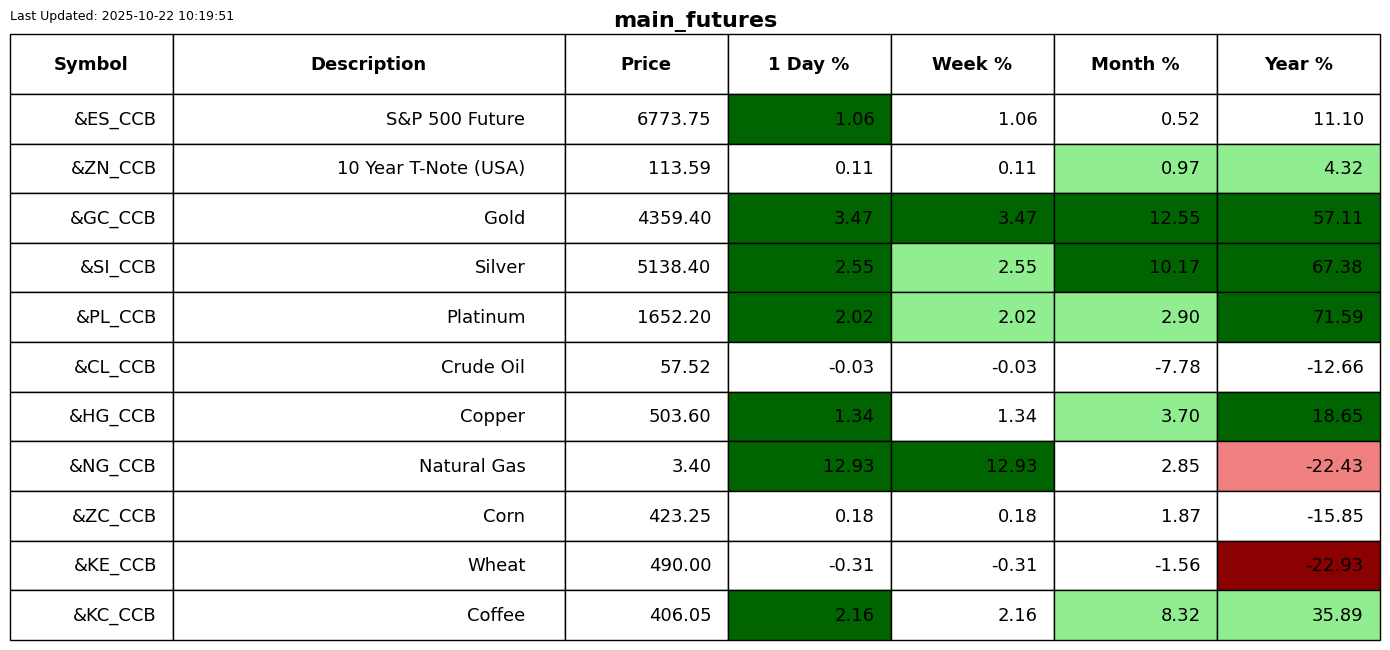 Last Updated: 2025-10-22 10:19:51
main_futures
Symbol Description Price 1 Day % Week % Month % Year %
&ES_CCB S&P 500 Future 6773.75 1.06 1.06 0.52 11.10
&ZN_CCB 10 Year T-Note (USA) 113.59 0.11 0.11 0.97 4.32
&GC_CCB Gold 4359.40 3.47 3.47 12.55 57.11
&SI_CCB Silver 5138.40 2.55 2.55 10.17 67.38
&PL_CCB Platinum 1652.20 2.02 2.02 2.90 71.59
&CL_CCB Crude Oil 57.52 -0.03 -0.03 -7.78 -12.66
&HG_CCB Copper 503.60 1.34 1.34 3.70 18.65
&NG_CCB Natural Gas 3.40 12.93 12.93 2.85 -22.43
&ZC_CCB Corn 423.25 0.18 0.18 1.87 -15.85
&KE_CCB Wheat 490.00 -0.31 -0.31 -1.56 -22.93
&KC_CCB Coffee 406.05 2.16 2.16 8.32 35.89